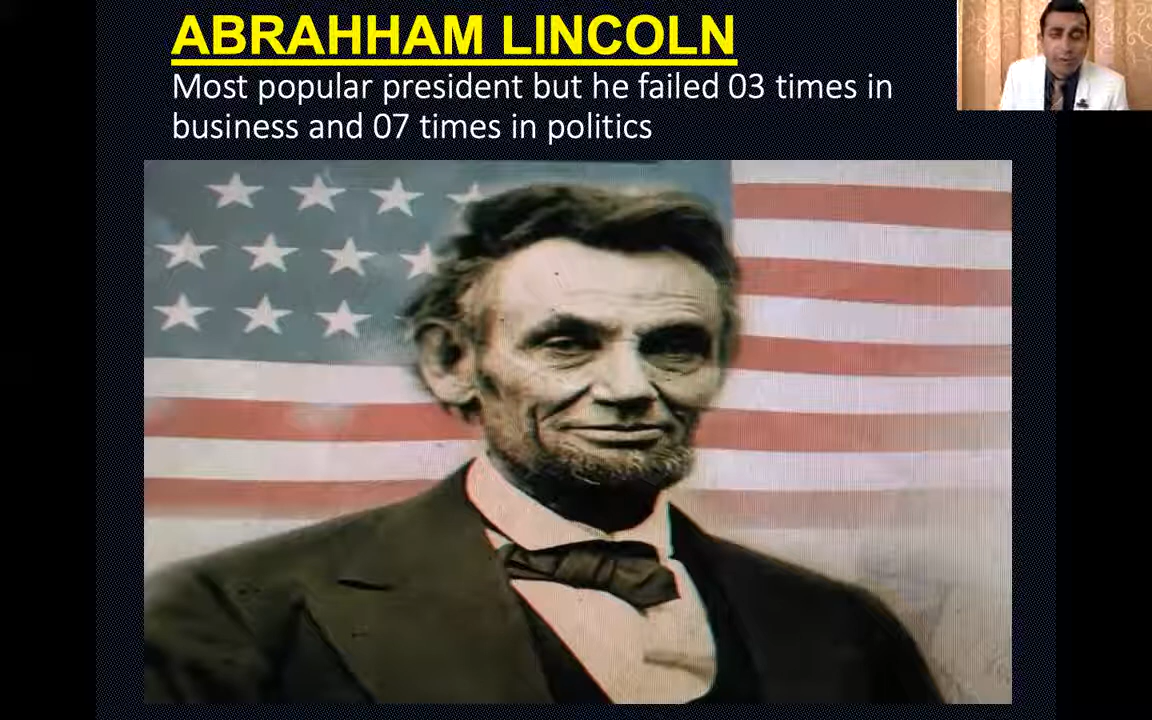 ABRAHHAM LINCOLN
Most popular president but he failed 03 times in
business and 07 times in politics